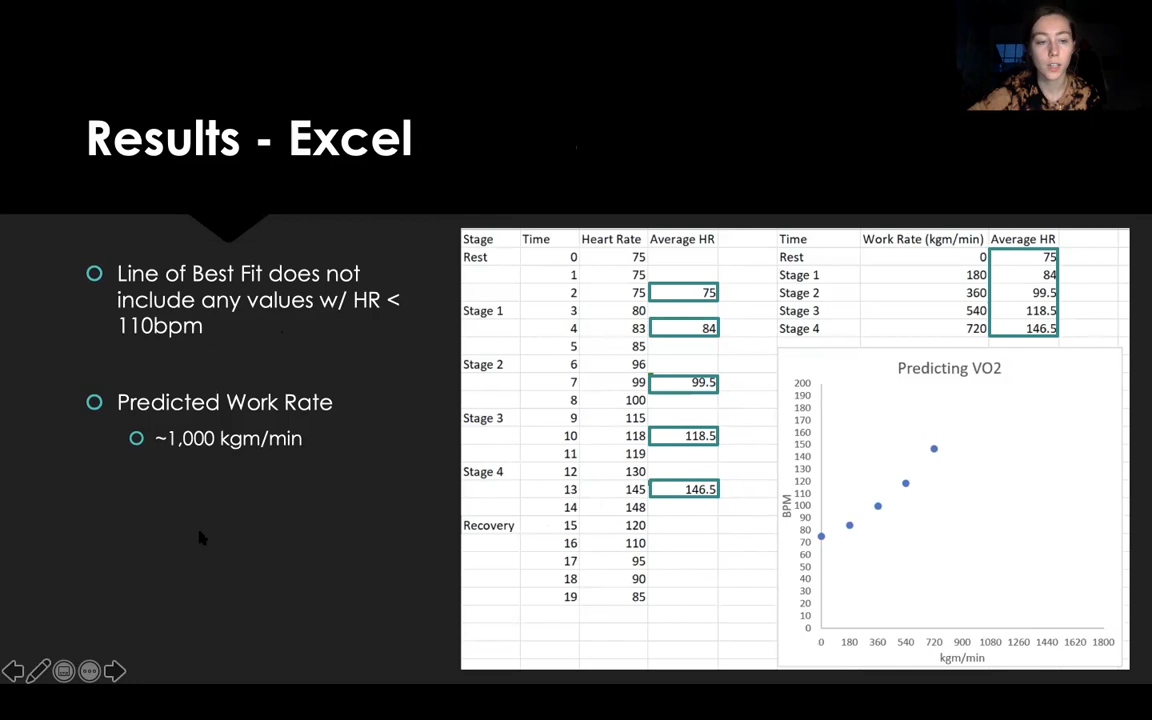 Results - Excel
Line of Best Fit does not
include any values w/ HR <
110bpm
Predicted Work Rate
~1,000 kgm/min
Stage Time Heart Rate Average HR
Rest 0 75
1 75
2 75 75
Stage 1 3 80
4 83 84
5 85
Stage 2 6 96
7 99 99.5
8 100
Stage 3 9 115
10 118 118.5
11 119
Stage 4 12 130
13 145 146.5
14 148
Recovery 15 120
16 110
17 95
18 90
19 85
Time Work Rate (kgm/min) Average HR
Rest 0 75
Stage 1 180 84
Stage 2 360 99.5
Stage 3 540 118.5
Stage 4 720 146.5
Predicting VO2
200
190
180
170
160
150
140
130
120
110
100
90
80
70
60
50
40
30
20
10
0
BPM
0 180 360 540 720 900 1080 1260 1440 1620 1800
kgm/min